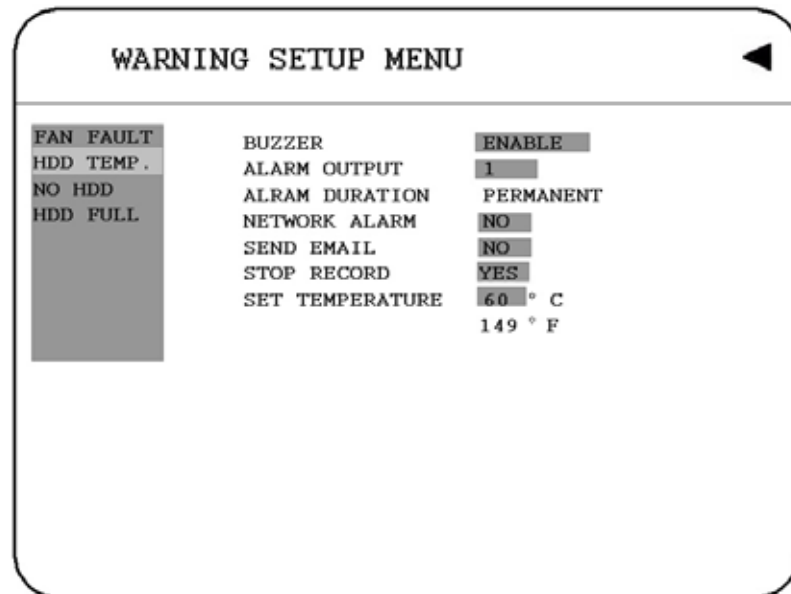 WARNING SETUP MENU
FAN FAULT
HDD TEMP.
NO HDD
HDD FULL
BUZZER ENABLE
ALARM OUTPUT 1
ALRAM DURATION PERMANENT
NETWORK ALARM NO
SEND EMAIL NO
STOP RECORD YES
SET TEMPERATURE 60 ° C
149 ° F